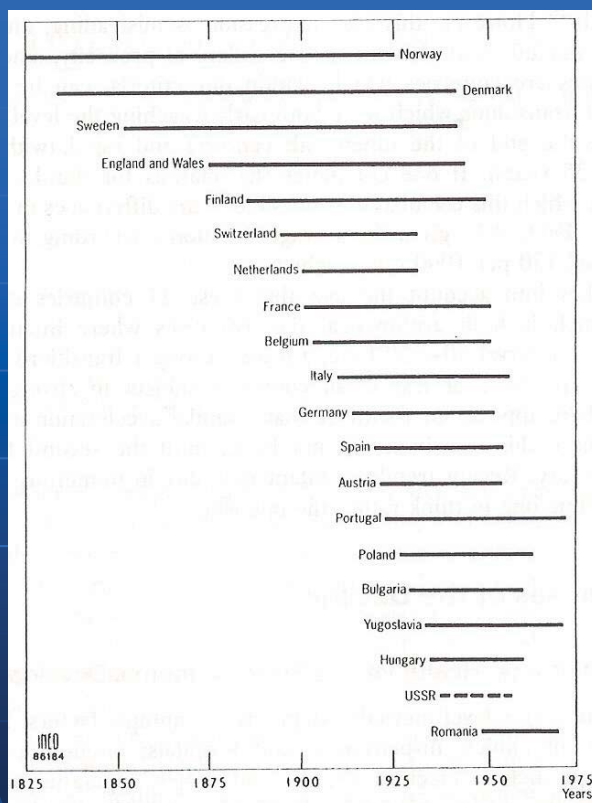 Norway
Denmark
Sweden
England and Wales
Finland
Switzerland
Netherlands
France
Belgium
Italy
Germany
Spain
Austria
Portugal
Poland
Bulgaria
Yugoslavia
Hungary
USSR
Romania
INED
86184
1825 1850 1875 1900 1925 1950 1975
Years